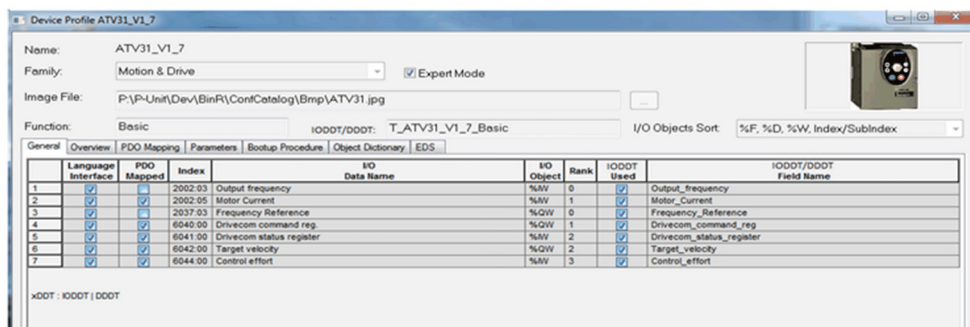 Device Profile ATV31_V1_7
Name: ATV31_V1_7
Family: Motion & Drive Expert Mode
Image File: P:\P-Unit\Dev\BinR\ConfCatalog\Bmp\ATV31.jpg ...
Function: Basic IODDT/DDDT: T_ATV31_V1_7_Basic I/O Objects Sort: %F, %D, %W, Index/SubIndex
General Overview PDO Mapping Parameters Bootup Procedure Object Dictionary EDS
Language Interface PDO Mapped Index I/O Data Name I/O Object Rank IODDT Used IODDT/DDDT Field Name
1 2002:03 Output frequency %IW 0 Output_frequency
2 2002:05 Motor Current %IW 1 Motor_Current
3 2037:03 Frequency Reference %QW 0 Frequency_Reference
4 6040:00 Drivecom command reg. %QW 1 Drivecom_command_reg
5 6041:00 Drivecom status register %IW 2 Drivecom_status_register
6 6042:00 Target velocity %QW 2 Target_velocity
7 6044:00 Control effort %IW 3 Control_effort
xDDT : IODDT | DDDT